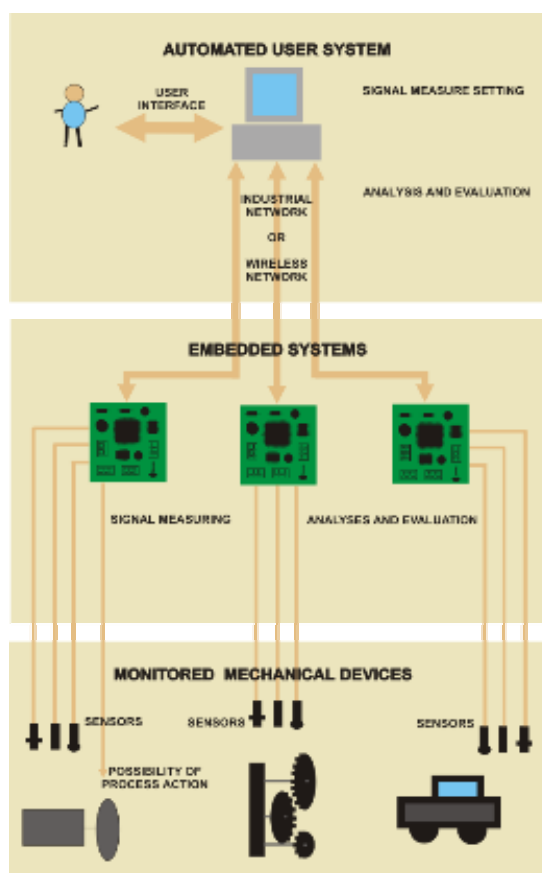 AUTOMATED USER SYSTEM
USER
INTERFACE
SIGNAL MEASURE SETTING
ANALYSIS AND EVALUATION
INDUSTRIAL
NETWORK
OR
WIRELESS
NETWORK
EMBEDDED SYSTEMS
SIGNAL MEASURING
ANALYSES AND EVALUATION
MONITORED MECHANICAL DEVICES
SENSORS
SENSORS
SENSORS
POSSIBILITY OF
PROCESS ACTION